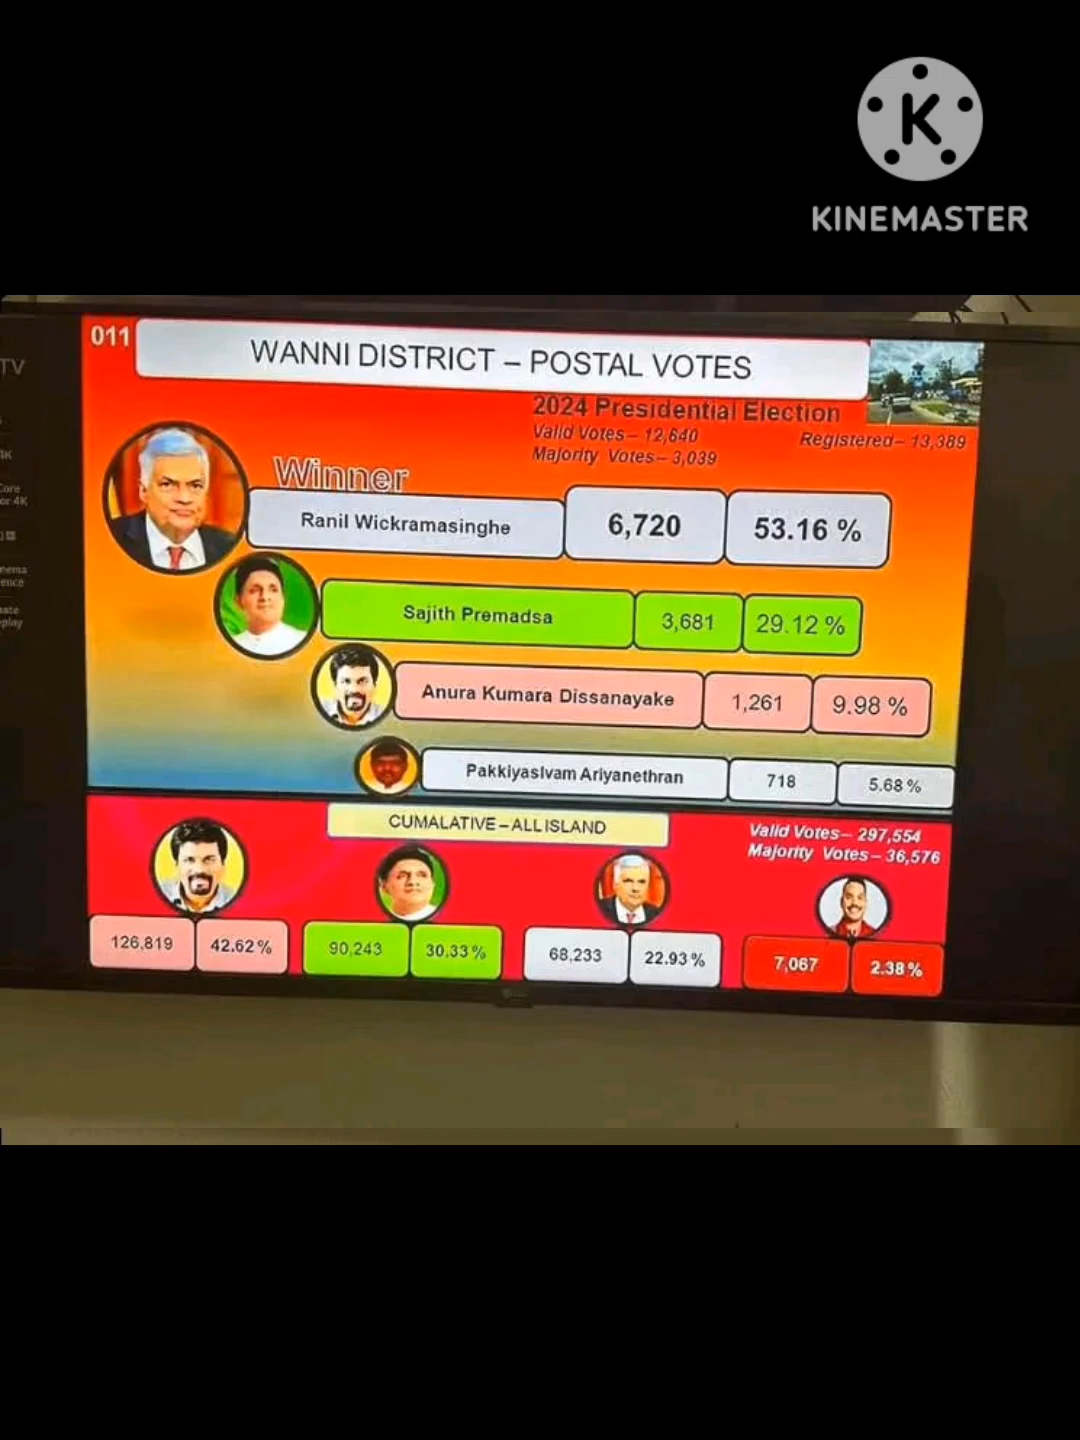 K
KINEMASTER
TV
011
WANNI DISTRICT – POSTAL VOTES
2024 Presidential Election
Valid Votes– 12,640
Registered– 13,389
Majority Votes– 3,039
Winner
Ranil Wickramasinghe 6,720 53.16 %
Sajith Premadsa 3,681 29.12 %
Anura Kumara Dissanayake 1,261 9.98 %
Pakkiyasivam Ariyanethran 718 5.68 %
CUMALATIVE – ALL ISLAND
Valid Votes– 297,554
Majority Votes– 36,576
126,819 42.62 % 90,243 30.33 % 68,233 22.93 % 7,067 2.38 %